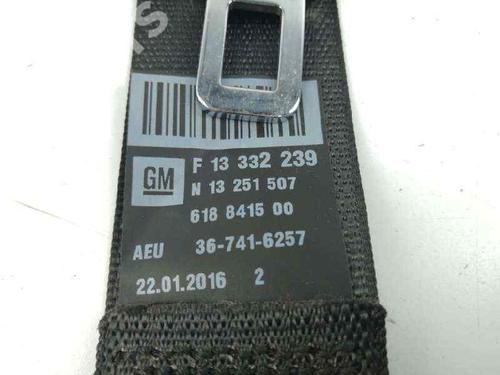 F 13 332 239
GM
N 13 251 507
618 8415 00
AEU 36-741-6257
22.01.2016 2